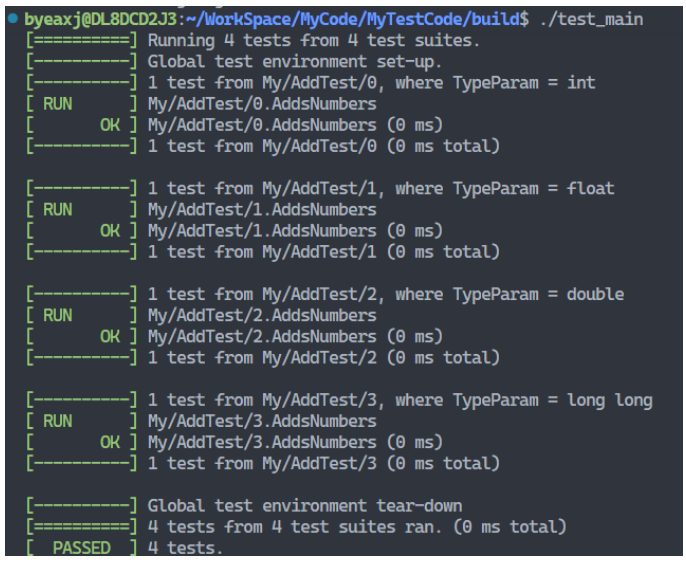 byeaxj@DL8DCD2J3:~/WorkSpace/MyCode/MyTestCode/build$ ./test_main
[==========] Running 4 tests from 4 test suites.
[----------] Global test environment set-up.
[----------] 1 test from My/AddTest/0, where TypeParam = int
[ RUN      ] My/AddTest/0.AddsNumbers
[       OK ] My/AddTest/0.AddsNumbers (0 ms)
[----------] 1 test from My/AddTest/0 (0 ms total)

[----------] 1 test from My/AddTest/1, where TypeParam = float
[ RUN      ] My/AddTest/1.AddsNumbers
[       OK ] My/AddTest/1.AddsNumbers (0 ms)
[----------] 1 test from My/AddTest/1 (0 ms total)

[----------] 1 test from My/AddTest/2, where TypeParam = double
[ RUN      ] My/AddTest/2.AddsNumbers
[       OK ] My/AddTest/2.AddsNumbers (0 ms)
[----------] 1 test from My/AddTest/2 (0 ms total)

[----------] 1 test from My/AddTest/3, where TypeParam = long long
[ RUN      ] My/AddTest/3.AddsNumbers
[       OK ] My/AddTest/3.AddsNumbers (0 ms)
[----------] 1 test from My/AddTest/3 (0 ms total)

[----------] Global test environment tear-down
[==========] 4 tests from 4 test suites ran. (0 ms total)
[  PASSED  ] 4 tests.